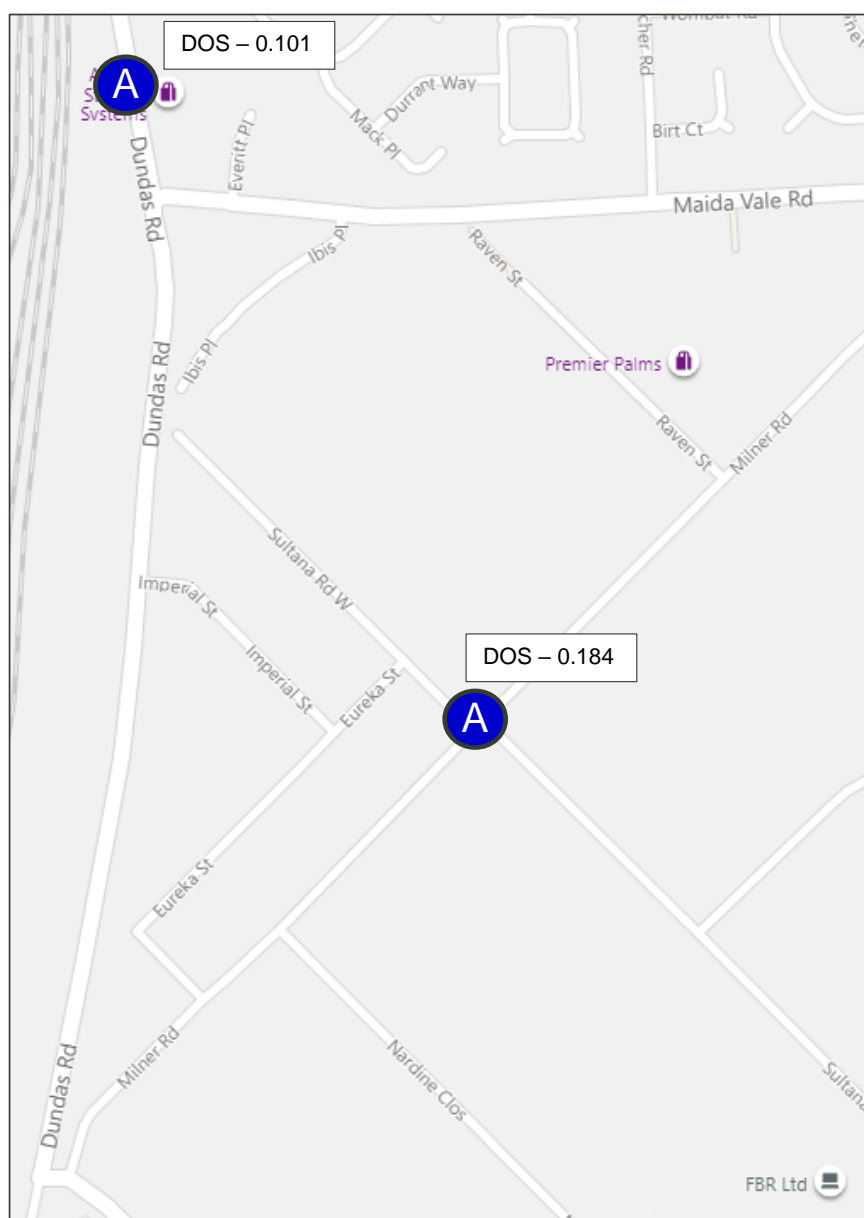 Wombat Rd
DOS – 0.101
A
Systems
Durrant Way
Mack Pl
Birt Ct
Everitt Pl
Dundas Rd
Maida Vale Rd
Ibis Pl
Raven St
Ibis Pl
Dundas Rd
Premier Palms
Raven St
Milner Rd
Sultana Rd W
Imperial St
Imperial St
Eureka St
DOS – 0.184
A
Eureka St
Milner Rd
Nardine Clos
Dundas Rd
Sultana
FBR Ltd